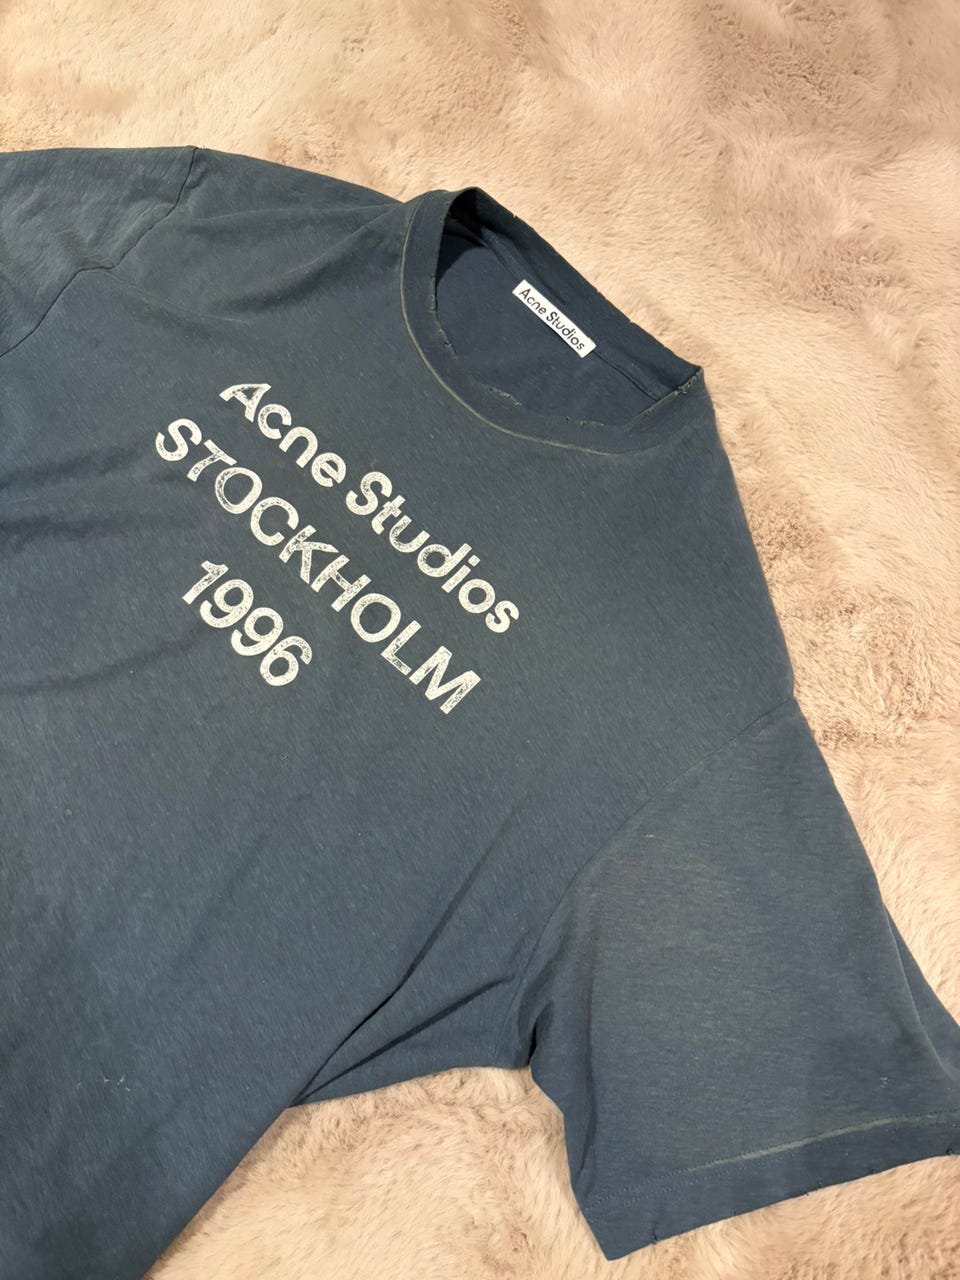 Acne Studios
Acne Studios
STOCKHOLM
1996